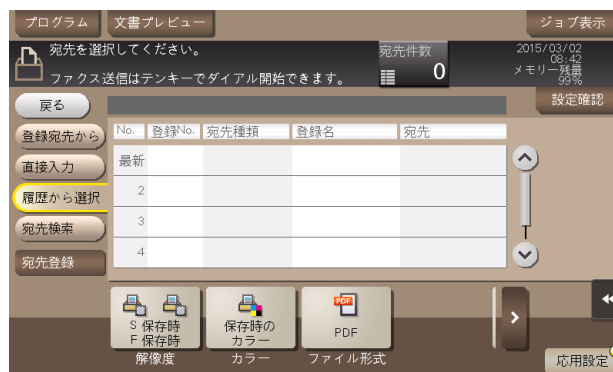 プログラム
文書プレビュー
ジョブ表示
宛先を選択してください。
ファクス送信はテンキーでダイアル開始できます。
宛先件数
0
2015/03/02
08:42
メモリー残量
99%
戻る
設定確認
登録宛先から
直接入力
履歴から選択
宛先検索
宛先登録
No. 登録No. 宛先種類 登録名 宛先
最新
2
3
4
S 保存時
F 保存時
解像度
保存時の
カラー
カラー
PDF
PDF
ファイル形式
応用設定